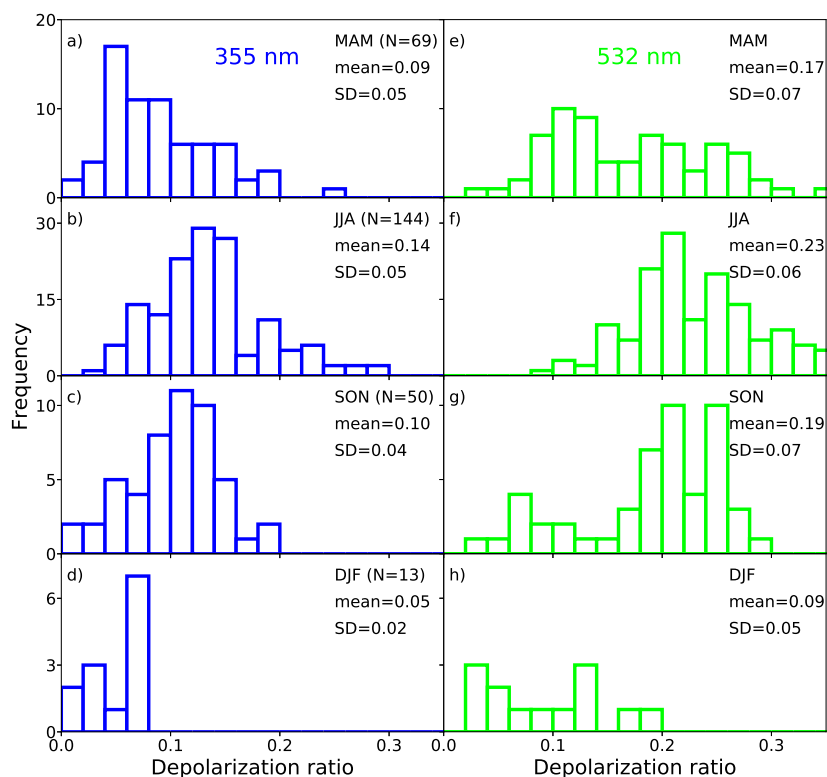 20
10
0
a)
355 nm
MAM (N=69)
mean=0.09
SD=0.05
e)
532 nm
MAM
mean=0.17
SD=0.07
30
15
0
b)
JJA (N=144)
mean=0.14
SD=0.05
f)
JJA
mean=0.23
SD=0.06
Frequency
10
5
0
c)
SON (N=50)
mean=0.10
SD=0.04
g)
SON
mean=0.19
SD=0.07
6
3
0
d)
DJF (N=13)
mean=0.05
SD=0.02
h)
DJF
mean=0.09
SD=0.05
0.0 0.1 0.2 0.3 0.0 0.1 0.2 0.3
Depolarization ratio Depolarization ratio